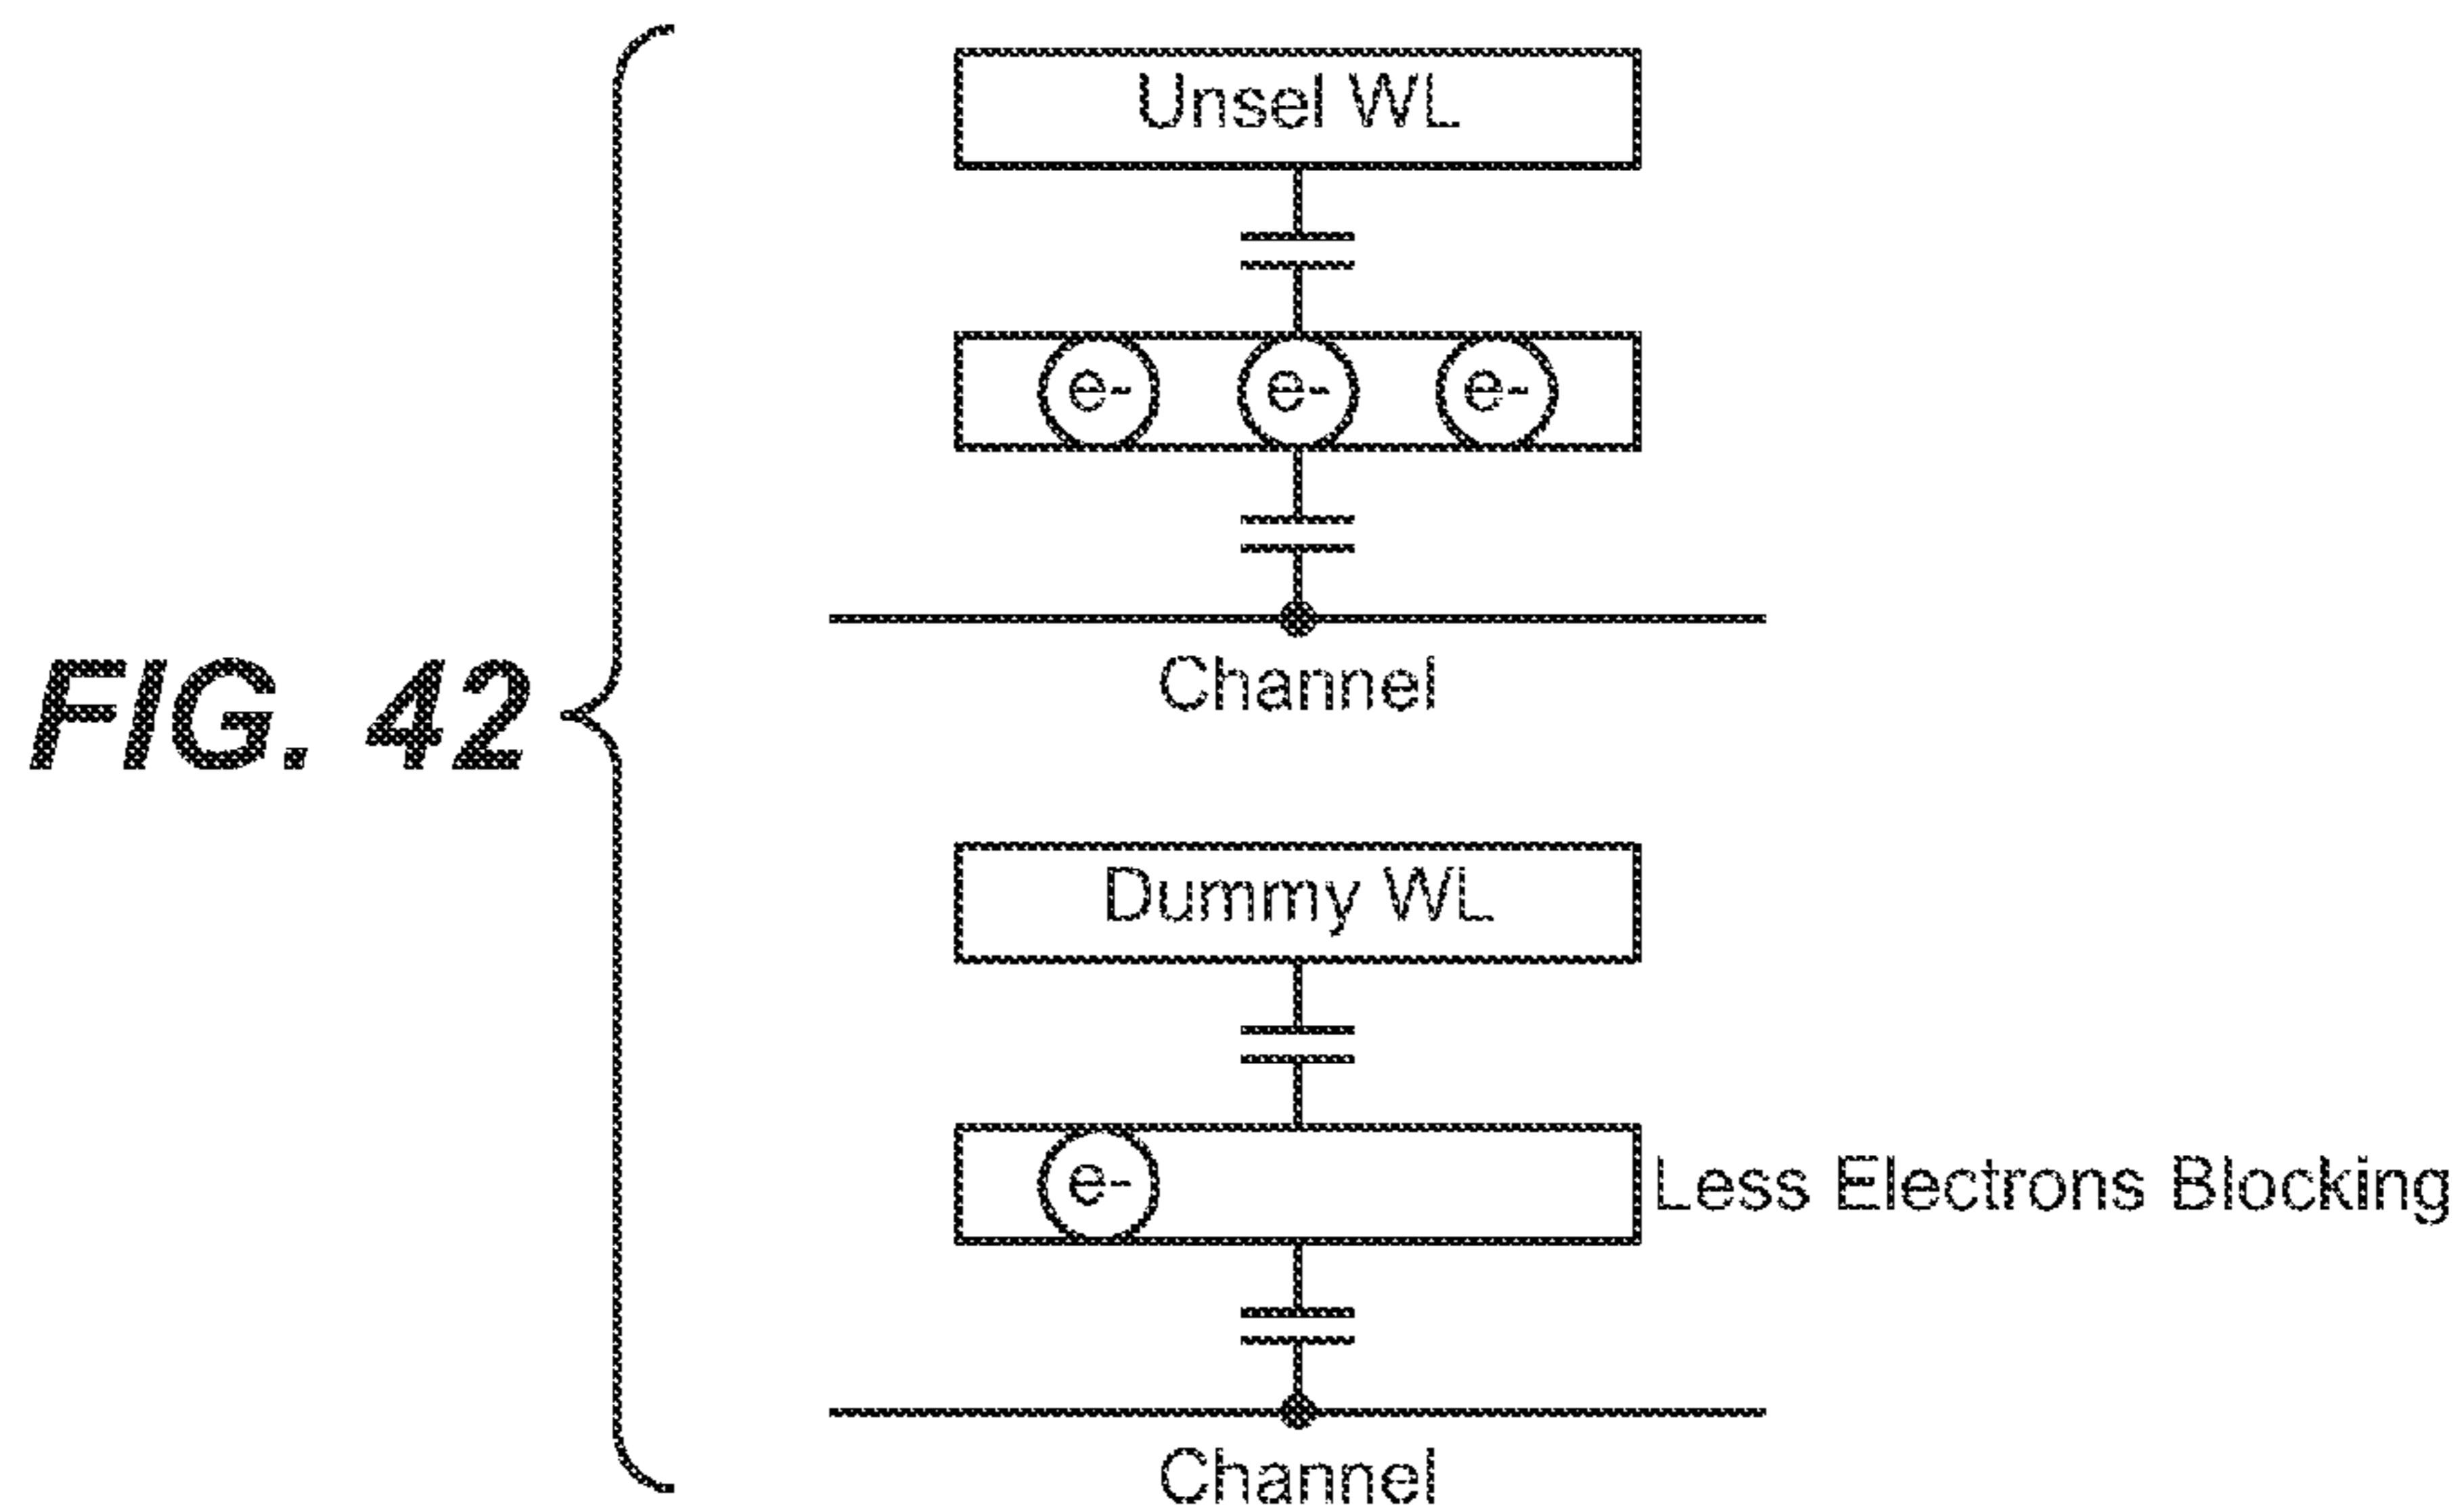 FIG. 42
Unsel WL
e- e- e-
Channel
Dummy WL
e-
Less Electrons Blocking
Channel